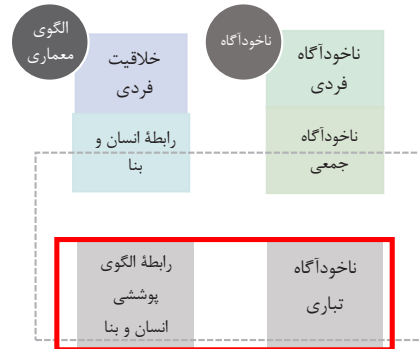 ناخودآگاه
ناخودآگاه
فردی
ناخودآگاه
جمعی
ناخودآگاه
تباری
الگوی
معماری
خلاقیت
فردی
رابطهٔ انسان و
بنا
رابطهٔ الگوی
پوششی
انسان و بنا